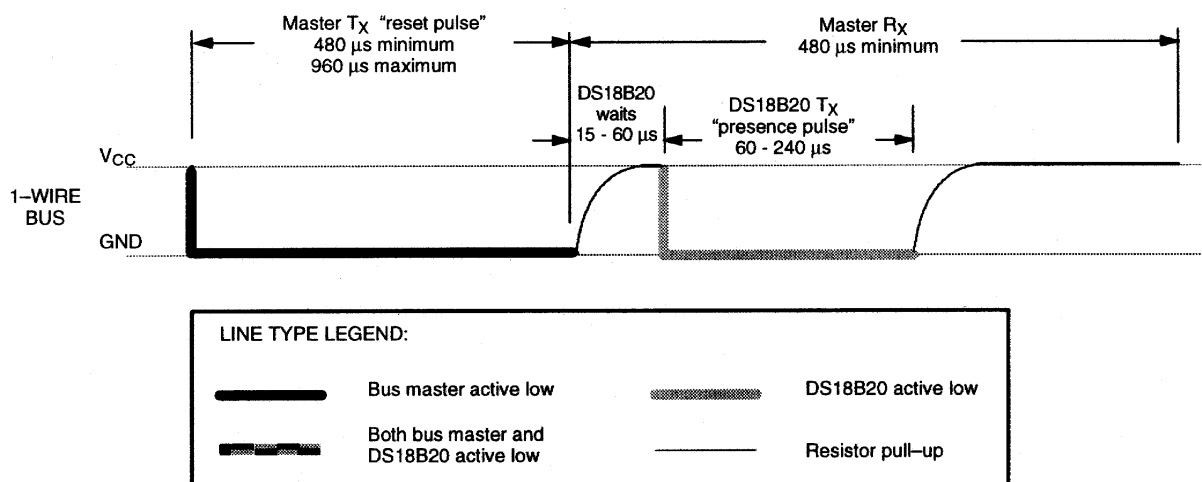 Master TX “reset pulse”
480 µs minimum
960 µs maximum
Master RX
480 µs minimum
DS18B20
waits
15 - 60 µs
DS18B20 TX
“presence pulse”
60 - 240 µs
VCC
1–WIRE
BUS
GND
LINE TYPE LEGEND:
Bus master active low
DS18B20 active low
Both bus master and
DS18B20 active low
Resistor pull–up